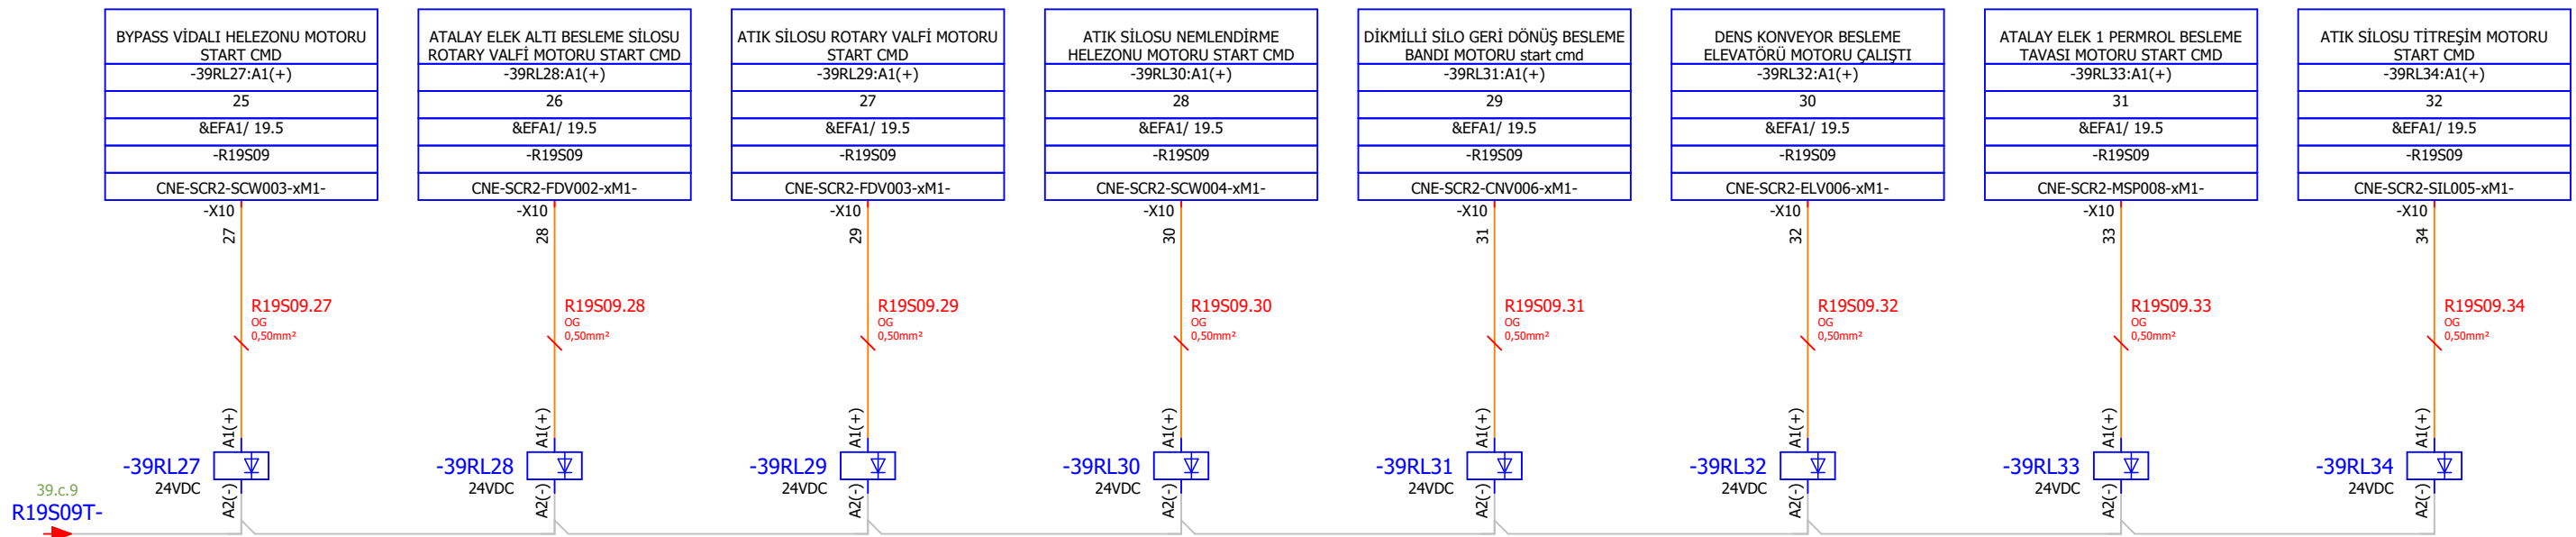 BYPASS VİDALI HELEZONU MOTORU
START CMD
-39RL27:A1(+)
25
&EFA1/ 19.5
-R19S09
CNE-SCR2-SCW003-xM1-
-X10
27
R19S09.27
OG
0,50mm²
A1(+)
-39RL27
24VDC
A2(-)
ATALAY ELEK ALTI BESLEME SİLOSU
ROTARY VALFİ MOTORU START CMD
-39RL28:A1(+)
26
&EFA1/ 19.5
-R19S09
CNE-SCR2-FDV002-xM1-
-X10
28
R19S09.28
OG
0,50mm²
A1(+)
-39RL28
24VDC
A2(-)
ATIK SİLOSU ROTARY VALFİ MOTORU
START CMD
-39RL29:A1(+)
27
&EFA1/ 19.5
-R19S09
CNE-SCR2-FDV003-xM1-
-X10
29
R19S09.29
OG
0,50mm²
A1(+)
-39RL29
24VDC
A2(-)
ATIK SİLOSU NEMLENDİRME
HELEZONU MOTORU START CMD
-39RL30:A1(+)
28
&EFA1/ 19.5
-R19S09
CNE-SCR2-SCW004-xM1-
-X10
30
R19S09.30
OG
0,50mm²
A1(+)
-39RL30
24VDC
A2(-)
DİKMİLLİ SİLO GERİ DÖNÜŞ BESLEME
BANDI MOTORU start cmd
-39RL31:A1(+)
29
&EFA1/ 19.5
-R19S09
CNE-SCR2-CNV006-xM1-
-X10
31
R19S09.31
OG
0,50mm²
A1(+)
-39RL31
24VDC
A2(-)
DENS KONVEYOR BESLEME
ELEVATÖRÜ MOTORU ÇALIŞTI
-39RL32:A1(+)
30
&EFA1/ 19.5
-R19S09
CNE-SCR2-ELV006-xM1-
-X10
32
R19S09.32
OG
0,50mm²
A1(+)
-39RL32
24VDC
A2(-)
ATALAY ELEK 1 PERMROL BESLEME
TAVASI MOTORU START CMD
-39RL33:A1(+)
31
&EFA1/ 19.5
-R19S09
CNE-SCR2-MSP008-xM1-
-X10
33
R19S09.33
OG
0,50mm²
A1(+)
-39RL33
24VDC
A2(-)
ATIK SİLOSU TİTREŞİM MOTORU
START CMD
-39RL34:A1(+)
32
&EFA1/ 19.5
-R19S09
CNE-SCR2-SIL005-xM1-
-X10
34
R19S09.34
OG
0,50mm²
A1(+)
-39RL34
24VDC
A2(-)
39.c.9
R19S09T-